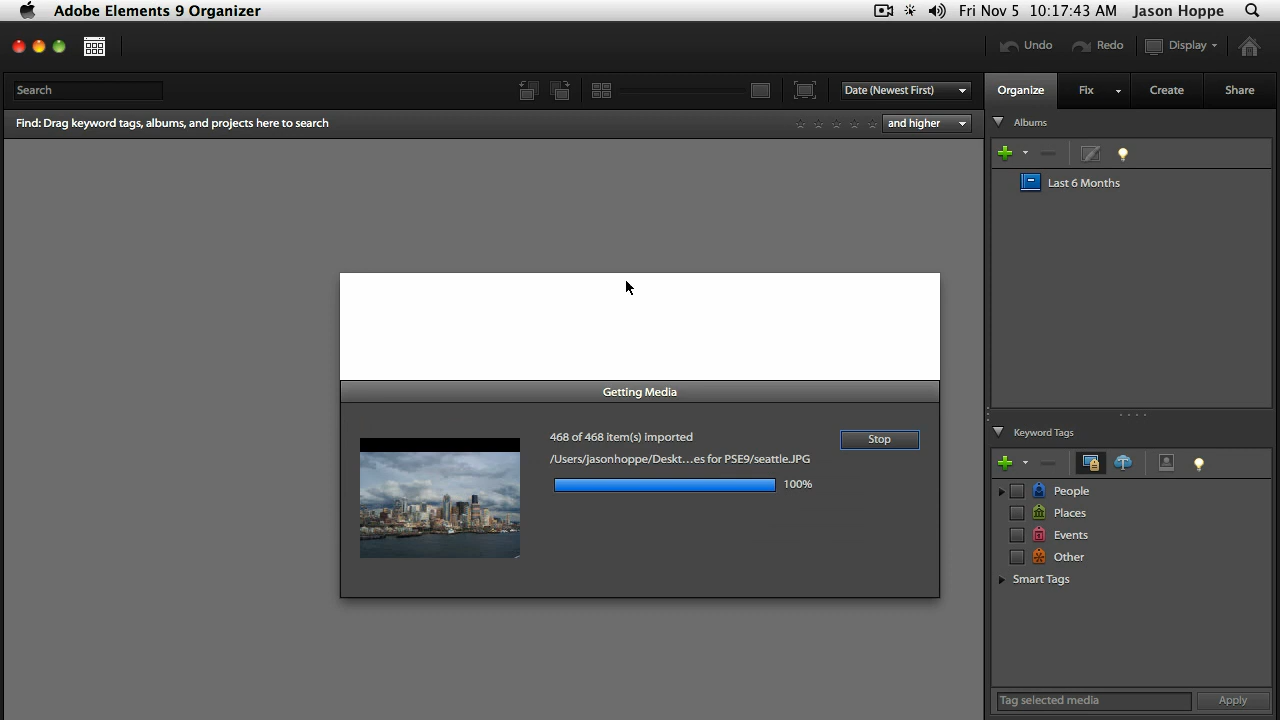 Adobe Elements 9 Organizer
Fri Nov 5 10:17:43 AM Jason Hoppe
Undo Redo Display
Search
Date (Newest First)
Organize Fix Create Share
Find: Drag keyword tags, albums, and projects here to search
and higher
Albums
Last 6 Months
Getting Media
468 of 468 item(s) imported
Stop
/Users/jasonhoppe/Deskt...es for PSE9/seattle.JPG
100%
Keyword Tags
People
Places
Events
Other
Smart Tags
Tag selected media
Apply